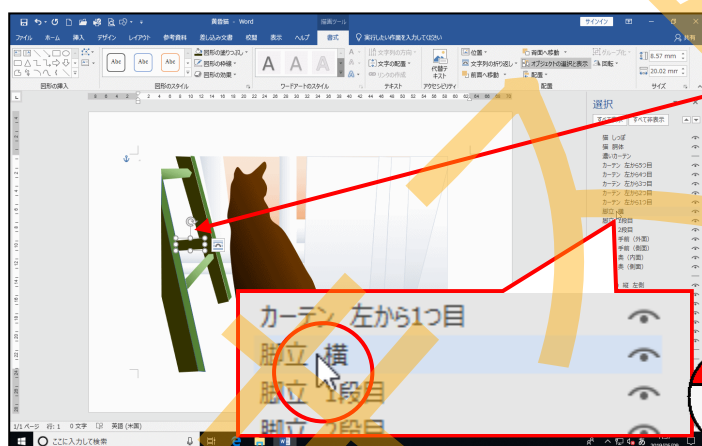 黄昏猫 - Word
描画ツール
サインイン
ファイル ホーム 挿入 デザイン レイアウト 参考資料 差し込み文書 校閲 表示 ヘルプ 書式 実行したい作業を入力してください 共有
図形の塗りつぶし
図形の枠線
図形の効果
Abc Abc Abc
A A A
文字列の方向
文字の配置
リンクの作成
代替テ
キスト
位置
文字列の折り返し
前面へ移動
背面へ移動
オブジェクトの選択と表示
配置
グループ化
回転
8.57 mm
20.02 mm
図形の挿入 図形のスタイル ワードアートのスタイル テキスト アクセシビリティ 配置 サイズ
選択
すべて表示 すべて非表示
猫 しっぽ
猫 胴体
濃いカーテン
カーテン 左から5つ目
カーテン 左から4つ目
カーテン 左から3つ目
カーテン 左から2つ目
カーテン 左から1つ目
脚立 横
脚立 1段目
2段目
手前 (外面)
手前 (側面)
奥 (内面)
奥 (側面)
縦 左側
カーテン 左から1つ目
脚立 横
脚立 1段目
脚立 2段目
1/1 ページ 行: 1 0 文字 英語 (米国)
ここに入力して検索